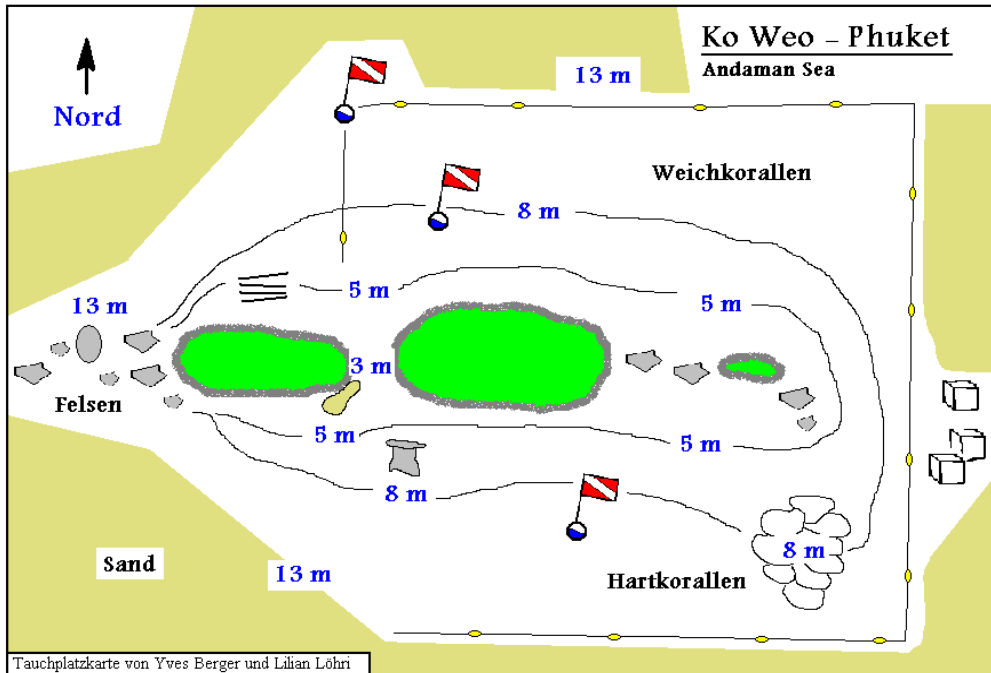 Ko Weo – Phuket
Andaman Sea
13 m
Nord
Weichkorallen
8 m
5 m
5 m
13 m
3 m
Felsen
5 m
5 m
8 m
8 m
Sand
13 m
Hartkorallen
Tauchplatzkarte von Yves Berger und Lilian Löhri